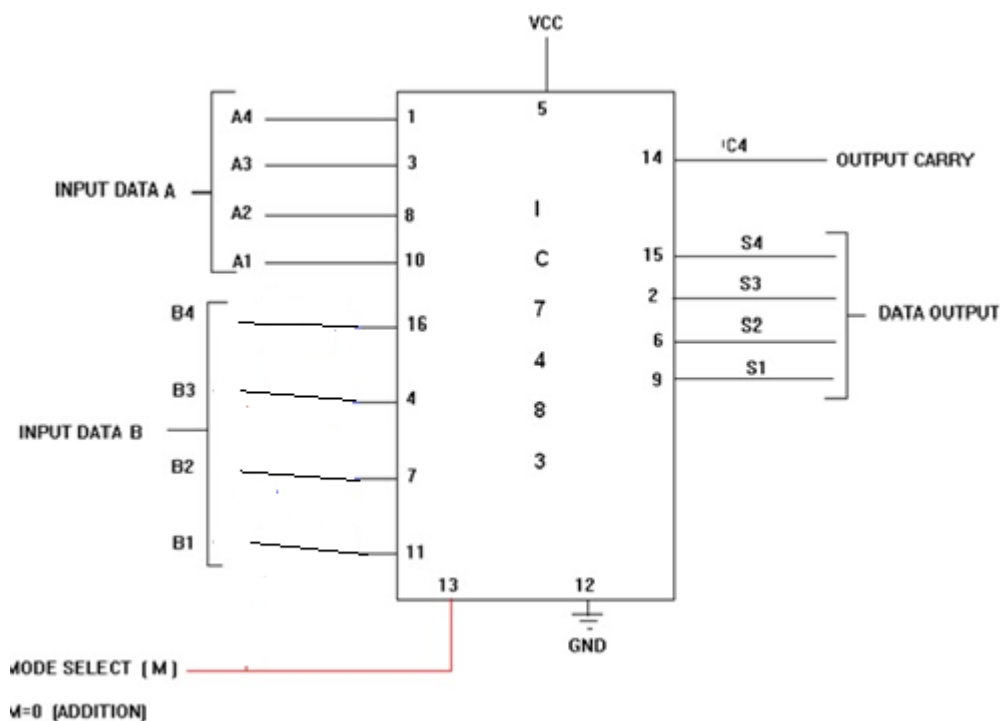 VCC
5
A4 1
A3 3
INPUT DATA A
A2 8
A1 10
14 C4 OUTPUT CARRY
I
C
7
4
8
3
15 S4
2 S3
DATA OUTPUT
6 S2
9 S1
B4 16
B3 4
INPUT DATA B
B2 7
B1 11
13 12
GND
MODE SELECT (M)
M=0 (ADDITION)